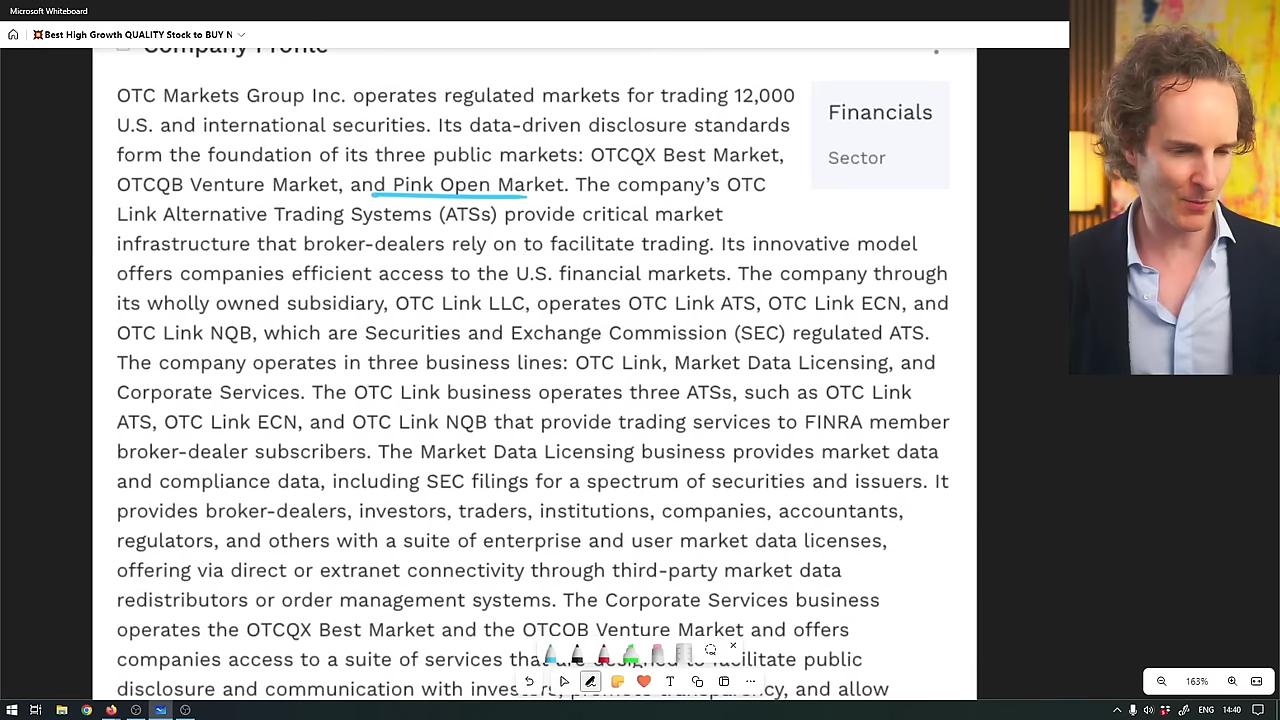 Microsoft Whiteboard
💥Best High Growth QUALITY Stock to BUY N
Company Profile
OTC Markets Group Inc. operates regulated markets for trading 12,000
U.S. and international securities. Its data-driven disclosure standards
form the foundation of its three public markets: OTCQX Best Market,
OTCQB Venture Market, and Pink Open Market. The company’s OTC
Link Alternative Trading Systems (ATSs) provide critical market
infrastructure that broker-dealers rely on to facilitate trading. Its innovative model
offers companies efficient access to the U.S. financial markets. The company through
its wholly owned subsidiary, OTC Link LLC, operates OTC Link ATS, OTC Link ECN, and
OTC Link NQB, which are Securities and Exchange Commission (SEC) regulated ATS.
The company operates in three business lines: OTC Link, Market Data Licensing, and
Corporate Services. The OTC Link business operates three ATSs, such as OTC Link
ATS, OTC Link ECN, and OTC Link NQB that provide trading services to FINRA member
broker-dealer subscribers. The Market Data Licensing business provides market data
and compliance data, including SEC filings for a spectrum of securities and issuers. It
provides broker-dealers, investors, traders, institutions, companies, accountants,
regulators, and others with a suite of enterprise and user market data licenses,
offering via direct or extranet connectivity through third-party market data
redistributors or order management systems. The Corporate Services business
operates the OTCQX Best Market and the OTCQB Venture Market and offers
companies access to a suite of services that are designed to facilitate public
disclosure and communication with investors, promote transparency, and allow
Financials
Sector
163%
ENG
14:40